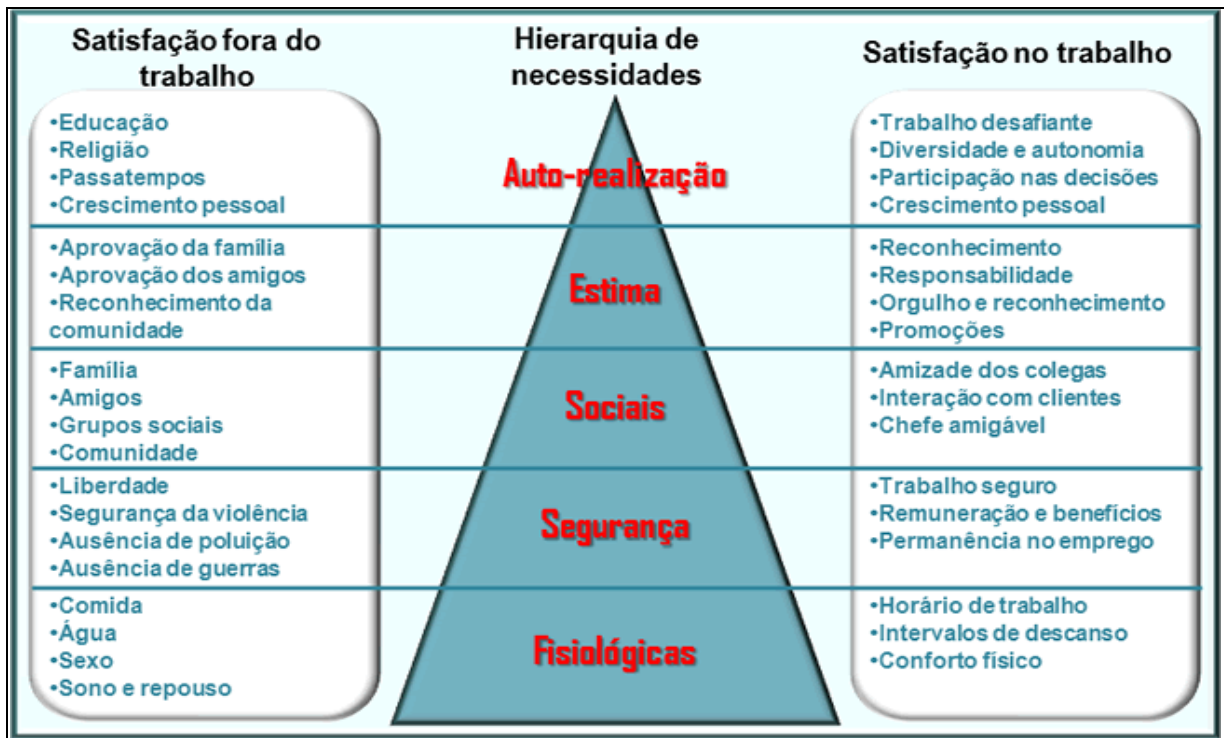 Satisfação fora do
trabalho
Hierarquia de
necessidades
Satisfação no trabalho
•Educação
•Religião
•Passatempos
•Crescimento pessoal
Auto-realização
•Trabalho desafiante
•Diversidade e autonomia
•Participação nas decisões
•Crescimento pessoal
•Aprovação da família
•Aprovação dos amigos
•Reconhecimento da
comunidade
Estima
•Reconhecimento
•Responsabilidade
•Orgulho e reconhecimento
•Promoções
•Família
•Amigos
•Grupos sociais
•Comunidade
Sociais
•Amizade dos colegas
•Interação com clientes
•Chefe amigável
•Liberdade
•Segurança da violência
•Ausência de poluição
•Ausência de guerras
Segurança
•Trabalho seguro
•Remuneração e benefícios
•Permanência no emprego
•Comida
•Água
•Sexo
•Sono e repouso
Fisiológicas
•Horário de trabalho
•Intervalos de descanso
•Conforto físico